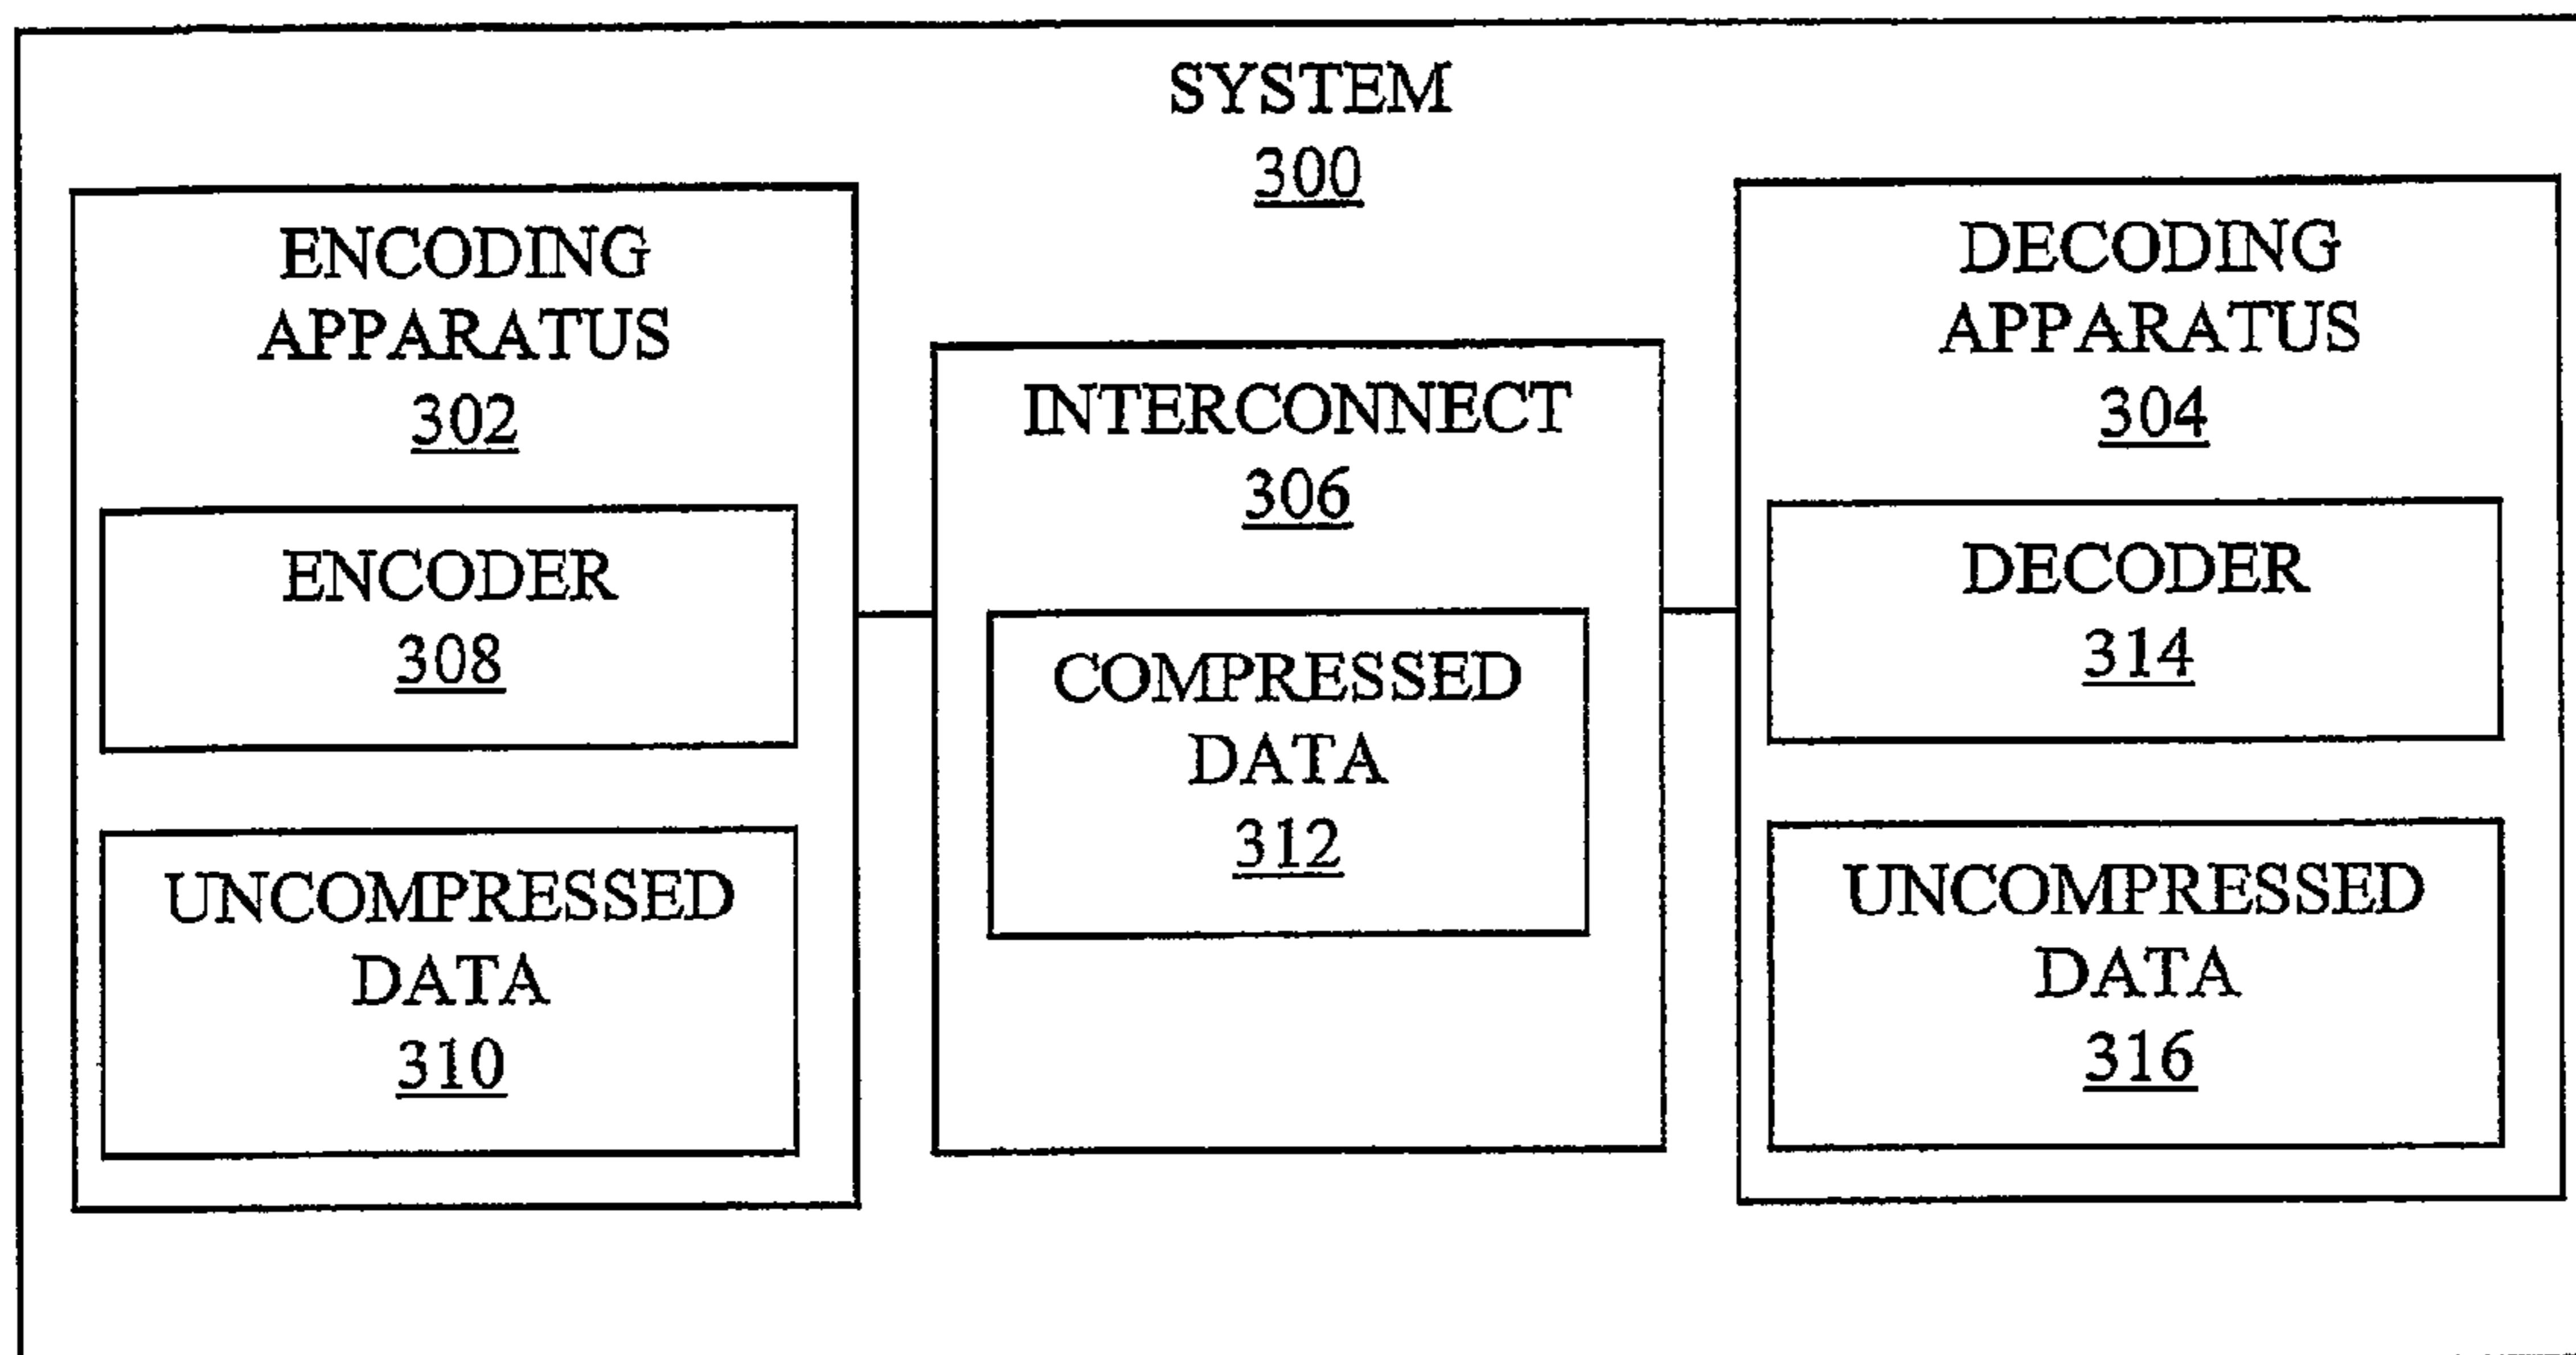 SYSTEM
300
ENCODING
APPARATUS
302
ENCODER
308
UNCOMPRESSED
DATA
310
INTERCONNECT
306
COMPRESSED
DATA
312
DECODING
APPARATUS
304
DECODER
314
UNCOMPRESSED
DATA
316